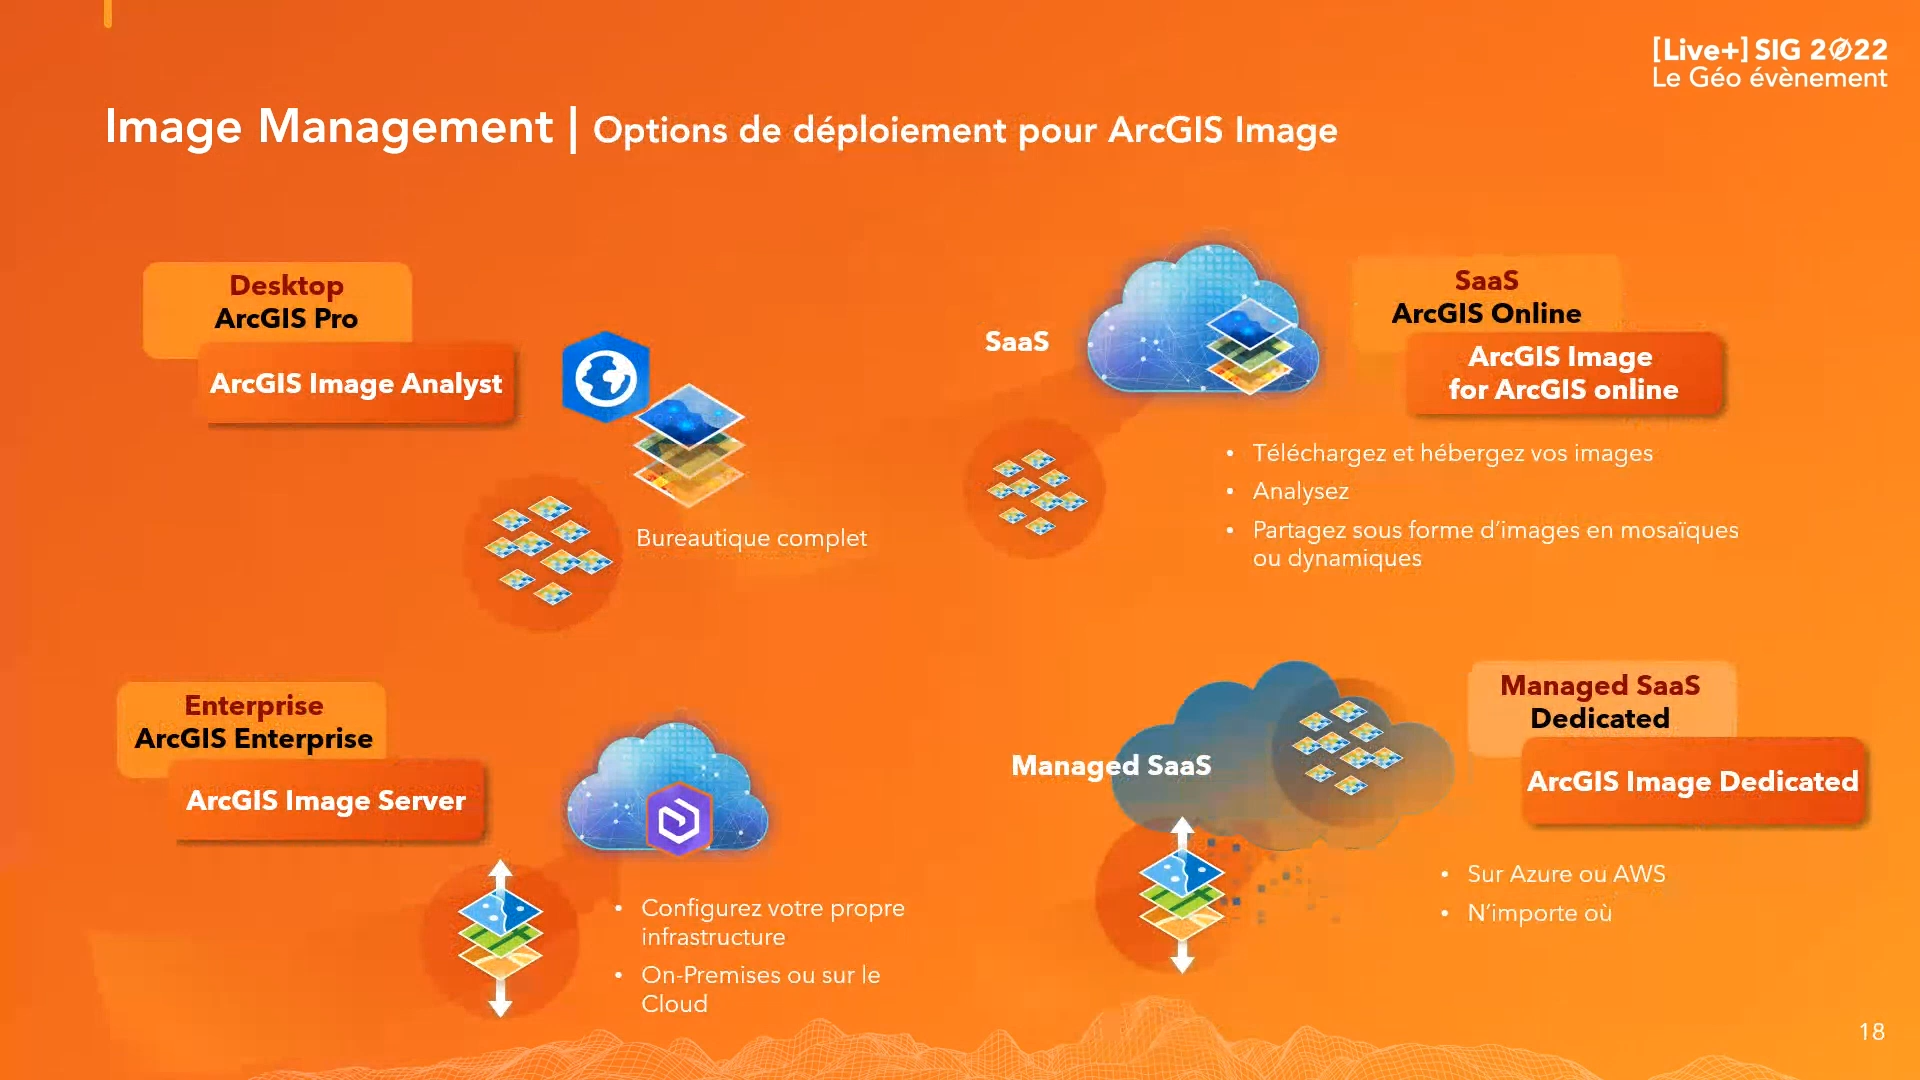 [Live+] SIG 2022
Le Géo évènement
Image Management | Options de déploiement pour ArcGIS Image
Desktop
ArcGIS Pro
ArcGIS Image Analyst
Bureautique complet
SaaS
SaaS
ArcGIS Online
ArcGIS Image
for ArcGIS online
• Téléchargez et hébergez vos images
• Analysez
• Partagez sous forme d’images en mosaïques
ou dynamiques
Enterprise
ArcGIS Enterprise
ArcGIS Image Server
• Configurez votre propre
infrastructure
• On-Premises ou sur le
Cloud
Managed SaaS
Managed SaaS
Dedicated
ArcGIS Image Dedicated
• Sur Azure ou AWS
• N’importe où
18